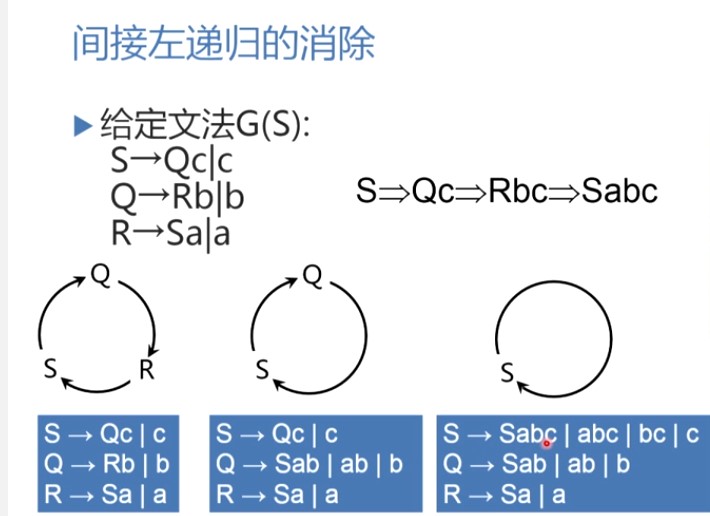 间接左递归的消除
▶ 给定文法G(S):
S→Qc|c
Q→Rb|b
R→Sa|a
S⇒Qc⇒Rbc⇒Sabc
Q
S
R
Q
S
S
S → Qc | c
Q → Rb | b
R → Sa | a
S → Qc | c
Q → Sab | ab | b
R → Sa | a
S → Sabc | abc | bc | c
Q → Sab | ab | b
R → Sa | a